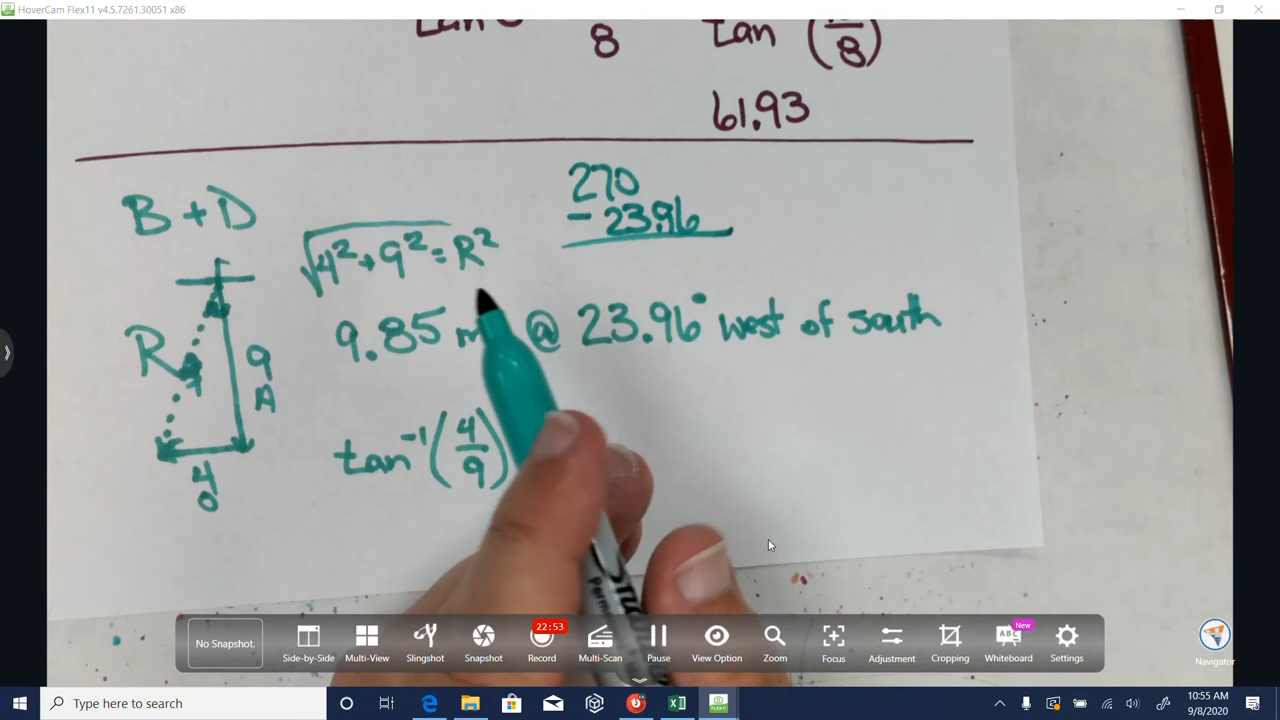 HoverCam Flex11 v4.5.7261.30051 x86
8
tan
8
61.93
B + D
270
- 23.96
√4² + 9² = R²
R
9
A
4
O
9.85 @ 23.96° west of south
tan⁻¹(4/9)
No Snapshot.
Side-by-Side
Multi-View
Slingshot
Snapshot
22:53
Record
Multi-Scan
Pause
View Option
Zoom
Focus
Adjustment
Cropping
New
ABC
Whiteboard
Settings
Navigator
Type here to search
FLEX11
10:55 AM
9/8/2020